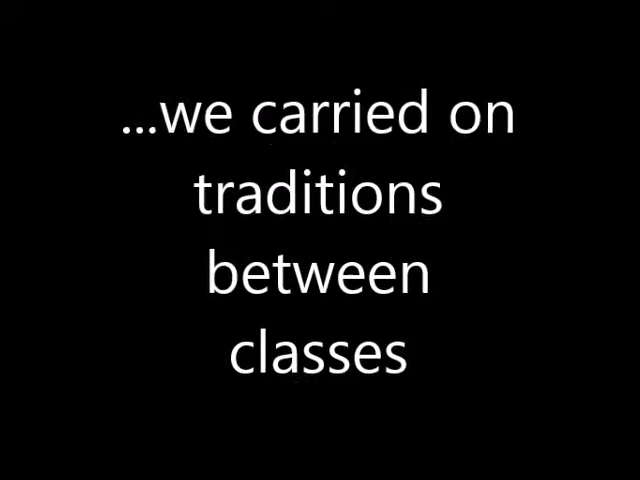 ...we carried on
traditions
between
classes